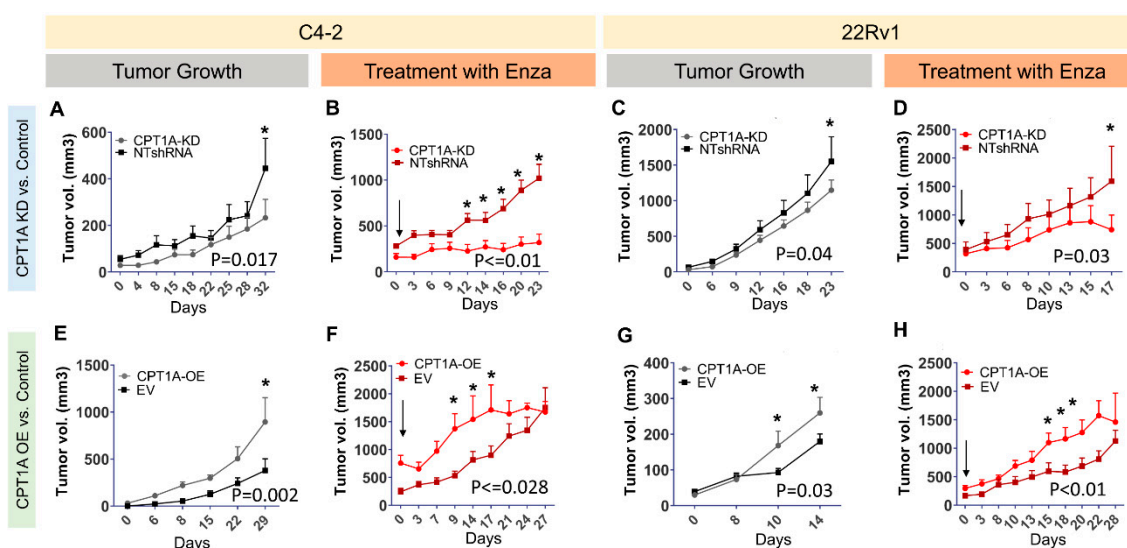 C4-2
22Rv1
Tumor Growth
Treatment with Enza
Tumor Growth
Treatment with Enza
CPT1A KD vs. Control
A
Tumor vol. (mm3)
600
400
200
0
CPT1A-KD
NTshRNA
*
P=0.017
0 4 8 15 18 22 25 28 32
Days
B
Tumor vol. (mm3)
1500
1000
500
0
CPT1A-KD
NTshRNA
* * * * *
P<=0.01
0 3 6 9 12 14 16 20 23
Days
C
Tumor vol. (mm3)
2000
1500
1000
500
0
CPT1A-KD
NTshRNA
*
P=0.04
0 6 9 12 16 18 23
Days
D
Tumor vol. (mm3)
2500
2000
1500
1000
500
0
CPT1A-KD
NTshRNA
*
P=0.03
0 3 6 8 10 13 15 17
Days
CPT1A OE vs. Control
E
Tumor vol. (mm3)
1500
1000
500
0
CPT1A-OE
EV
*
P=0.002
0 6 8 15 22 29
Days
F
Tumor vol. (mm3)
2500
2000
1500
1000
500
0
CPT1A-OE
EV
* * *
P<=0.028
0 3 7 9 14 17 21 24 27
Days
G
Tumor vol. (mm3)
400
300
200
100
0
CPT1A-OE
EV
* *
P=0.03
0 8 10 14
Days
H
Tumor vol. (mm3)
2500
2000
1500
1000
500
0
CPT1A-OE
EV
* * *
P<0.01
0 3 8 10 13 15 18 20 22 28
Days